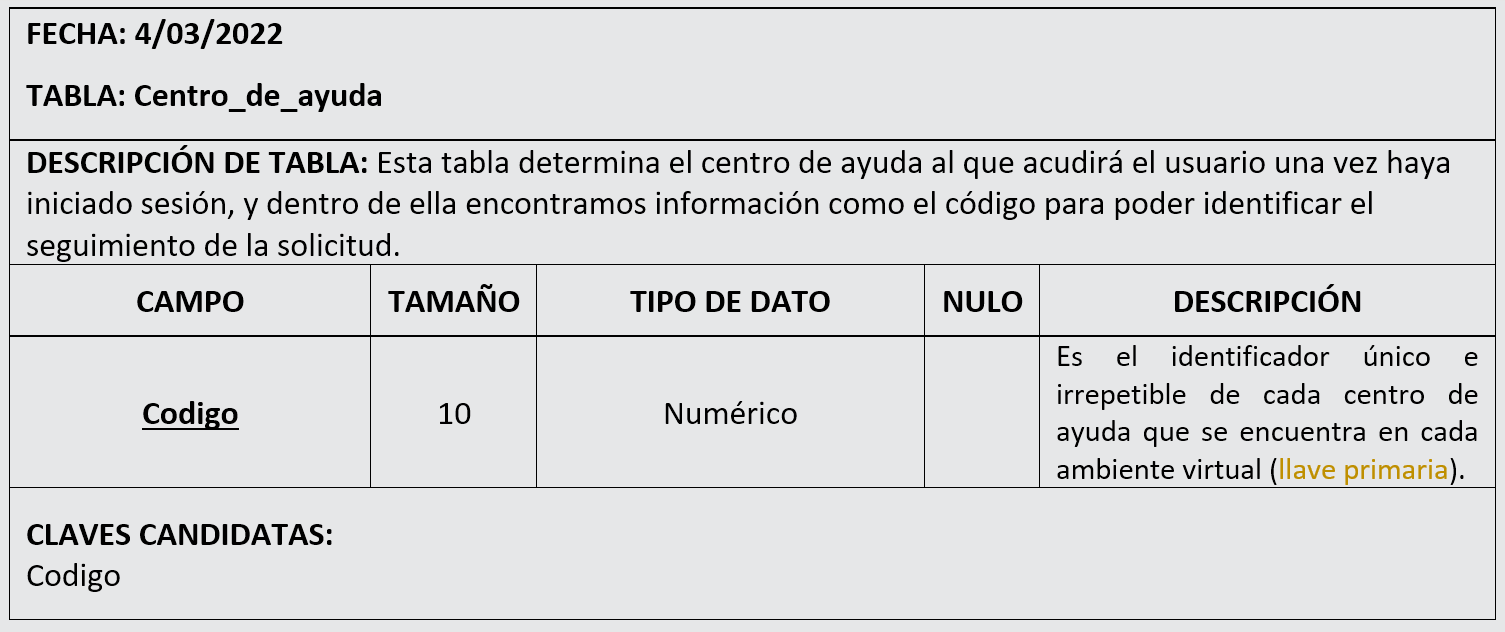 FECHA: 4/03/2022
TABLA: Centro_de_ayuda
DESCRIPCIÓN DE TABLA: Esta tabla determina el centro de ayuda al que acudirá el usuario una vez haya
iniciado sesión, y dentro de ella encontramos información como el código para poder identificar el
seguimiento de la solicitud.
CAMPO TAMAÑO TIPO DE DATO NULO DESCRIPCIÓN
Codigo 10 Numérico
Es el identificador único e
irrepetible de cada centro de
ayuda que se encuentra en cada
ambiente virtual (llave primaria).
CLAVES CANDIDATAS:
Codigo